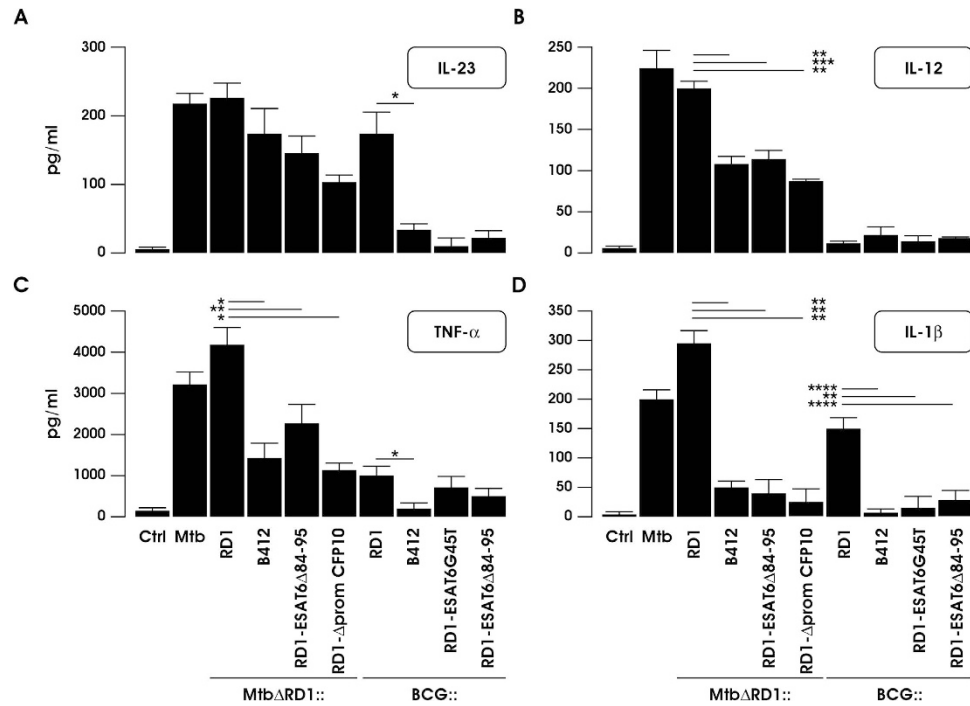 A
B
300
200
100
0
pg/ml
IL-23
*
250
200
150
100
50
0
IL-12
**
***
**
C
D
5000
4000
3000
2000
1000
0
pg/ml
TNF-α
*
**
*
*
350
300
250
200
150
100
50
0
IL-1β
**
**
**
****
**
****
Ctrl
Mtb
RD1
B412
RD1-ESAT6Δ84-95
RD1-Δprom CFP10
RD1
B412
RD1-ESAT6G45T
RD1-ESAT6Δ84-95
MtbΔRD1::
BCG::
Ctrl
Mtb
RD1
B412
RD1-ESAT6Δ84-95
RD1-Δprom CFP10
RD1
B412
RD1-ESAT6G45T
RD1-ESAT6Δ84-95
MtbΔRD1::
BCG::